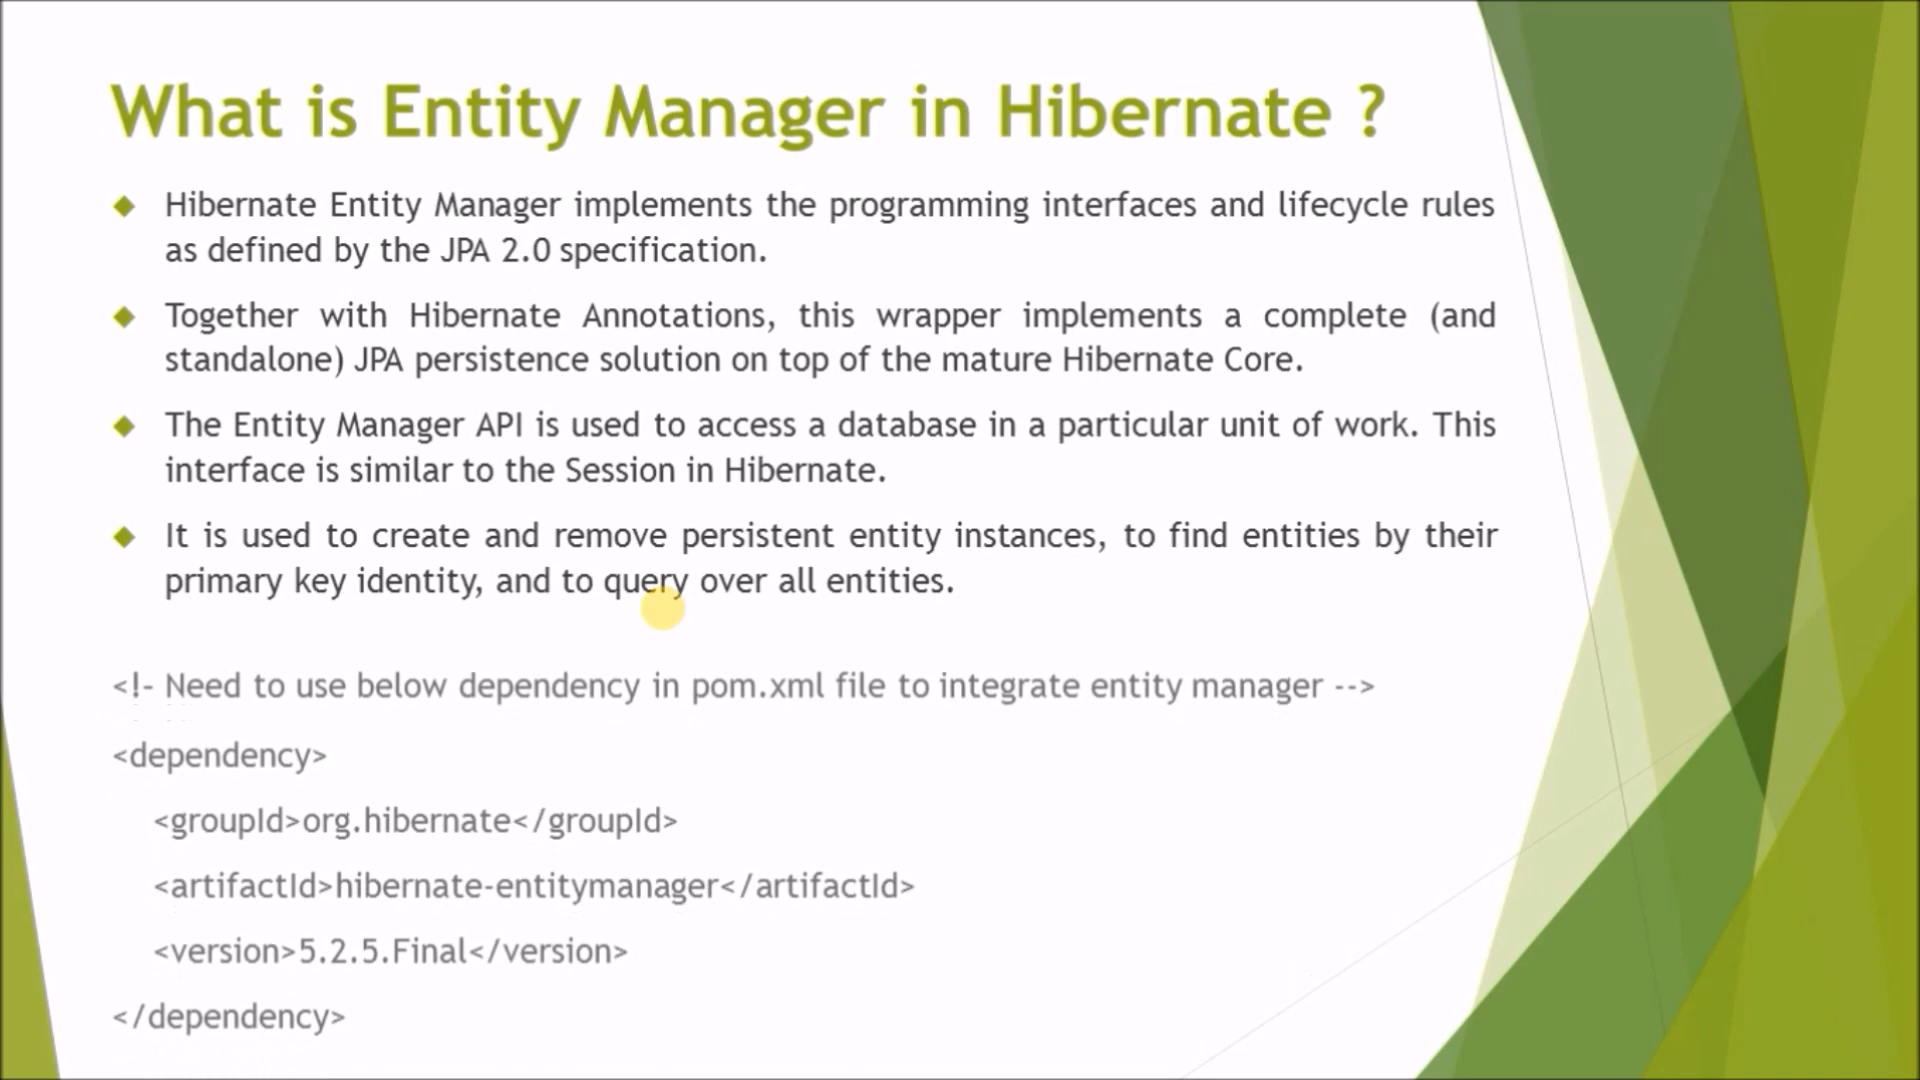 What is Entity Manager in Hibernate ?
Hibernate Entity Manager implements the programming interfaces and lifecycle rules
as defined by the JPA 2.0 specification.
Together with Hibernate Annotations, this wrapper implements a complete (and
standalone) JPA persistence solution on top of the mature Hibernate Core.
The Entity Manager API is used to access a database in a particular unit of work. This
interface is similar to the Session in Hibernate.
It is used to create and remove persistent entity instances, to find entities by their
primary key identity, and to query over all entities.
<!- Need to use below dependency in pom.xml file to integrate entity manager -->
<dependency>
<groupId>org.hibernate</groupId>
<artifactId>hibernate-entitymanager</artifactId>
<version>5.2.5.Final</version>
</dependency>